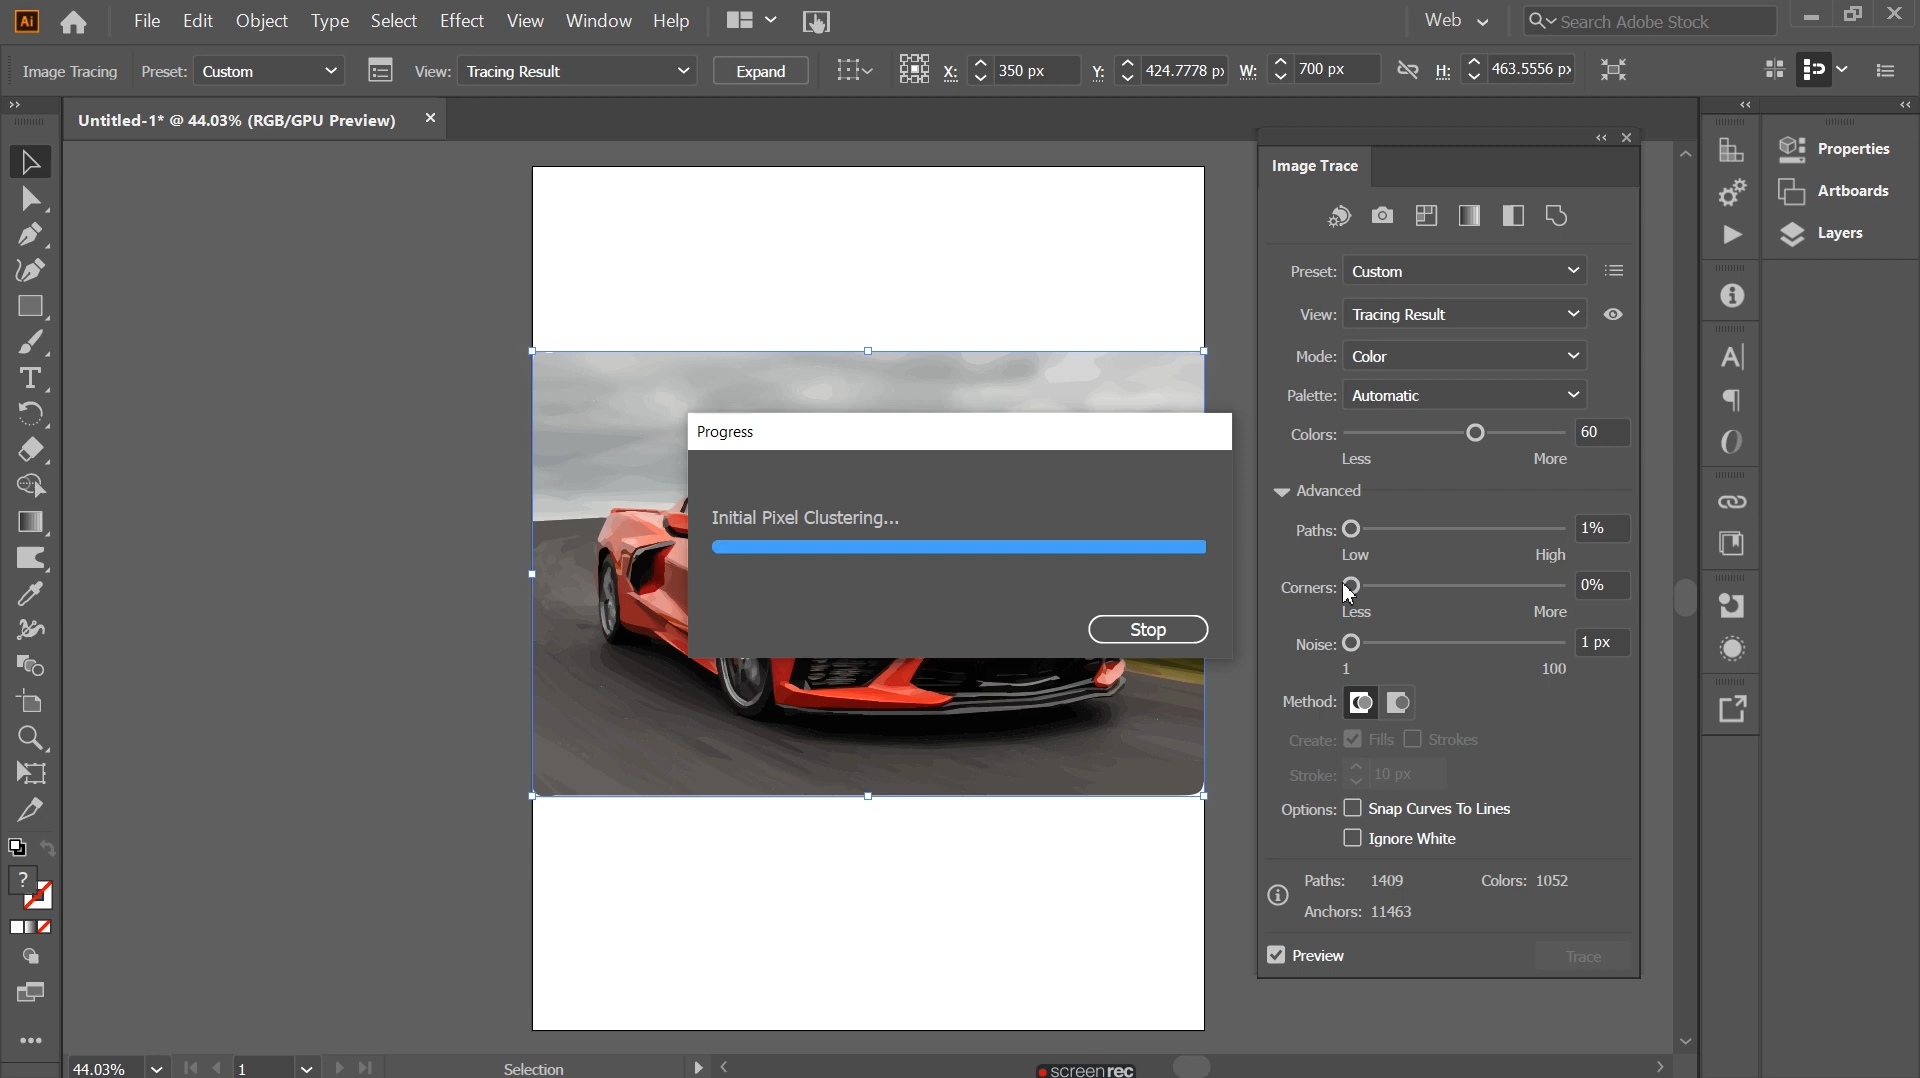 Ai File Edit Object Type Select Effect View Window Help Web Search Adobe Stock
Image Tracing Preset: Custom View: Tracing Result Expand X: 350 px Y: 424.7778 px W: 700 px H: 463.5556 px
Untitled-1* @ 44.03% (RGB/GPU Preview)
Image Trace
Preset: Custom
View: Tracing Result
Mode: Color
Palette: Automatic
Colors: 60
Less More
Advanced
Paths: 1%
Low High
Corners: 0%
Less More
Noise: 1 px
1 100
Method:
Create: Fills Strokes
Stroke: 10 px
Options: Snap Curves To Lines
Ignore White
Paths: 1409 Colors: 1052
Anchors: 11463
Preview Trace
Progress
Initial Pixel Clustering...
Stop
Properties
Artboards
Layers
44.03% 1 Selection
screenrec